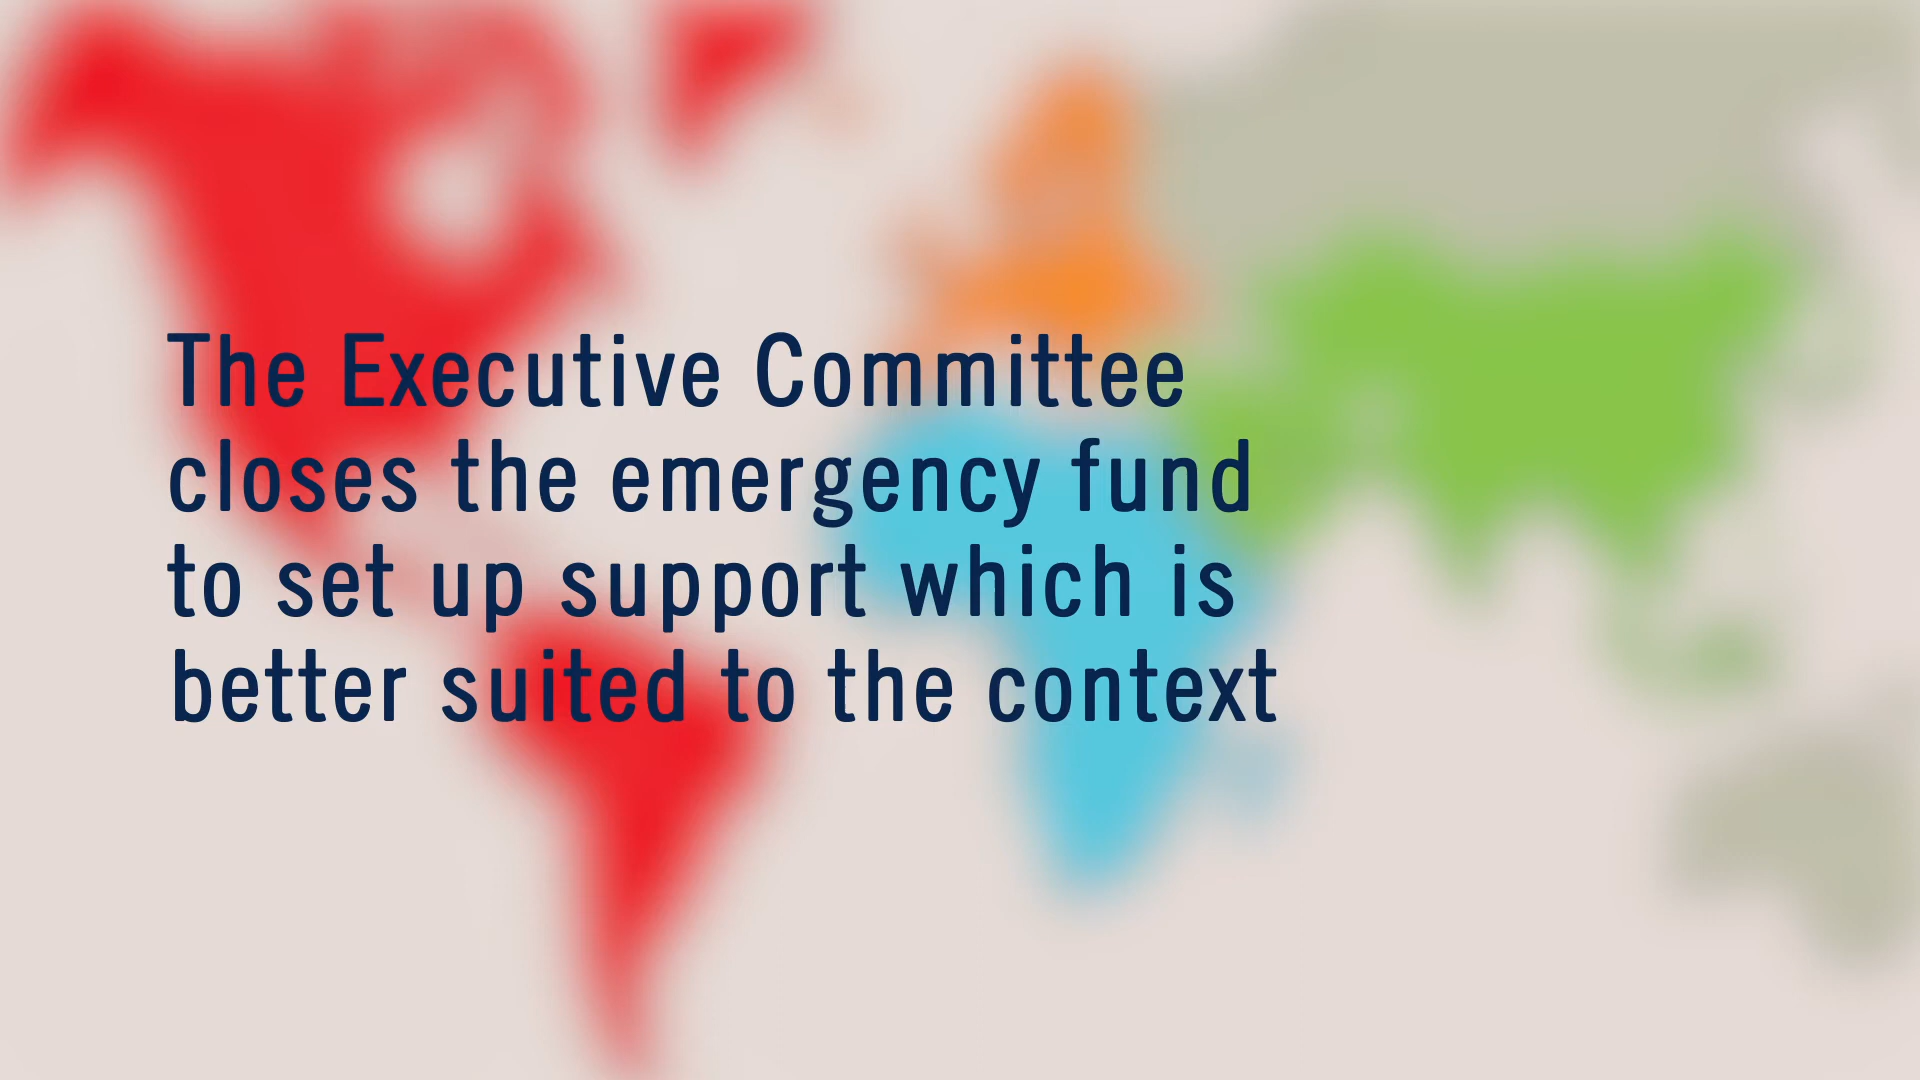 The Executive Committee
closes the emergency fund
to set up support which is
better suited to the context